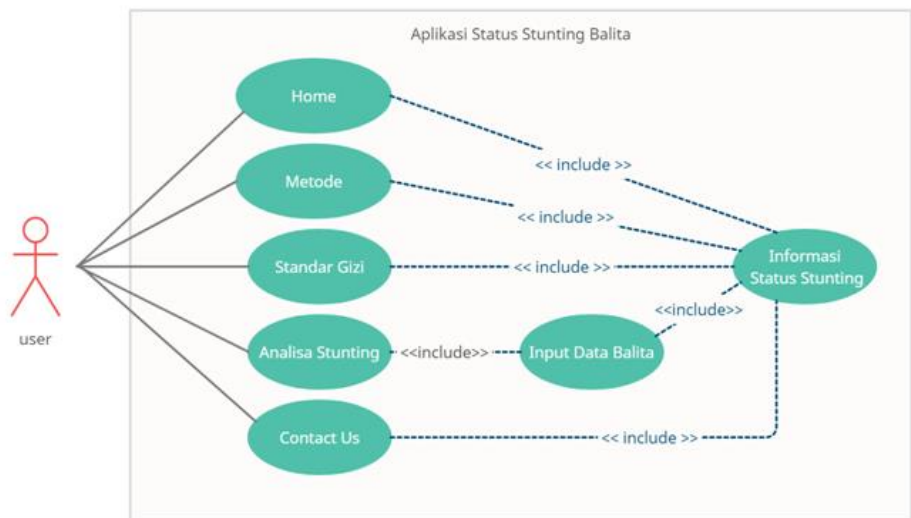 Aplikasi Status Stunting Balita
Home
<< include >>
Metode
<< include >>
Standar Gizi
<< include >>
Informasi
Status Stunting
user
Analisa Stunting
<<include>>
Input Data Balita
<<include>>
Contact Us
<< include >>